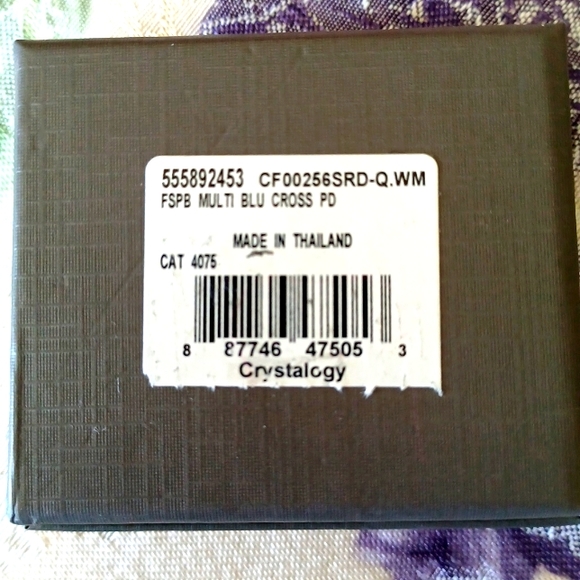 555892453 CF00256SRD-Q.WM
FSPB MULTI BLU CROSS PD
MADE IN THAILAND
CAT 4075
8 87746 47505 3
Crystalogy